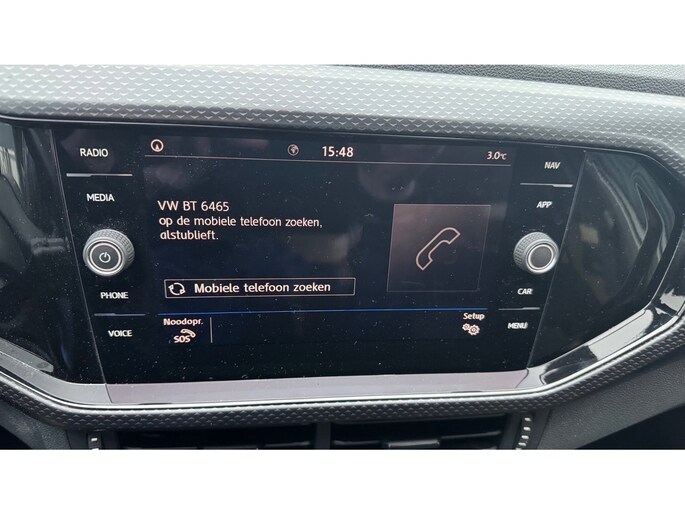 RADIO
15:48
3.0°C
NAV
MEDIA
VW BT 6465
op de mobiele telefoon zoeken,
alstublieft.
APP
Mobiele telefoon zoeken
PHONE
CAR
VOICE
Noodopr.
SOS
Setup
MENU